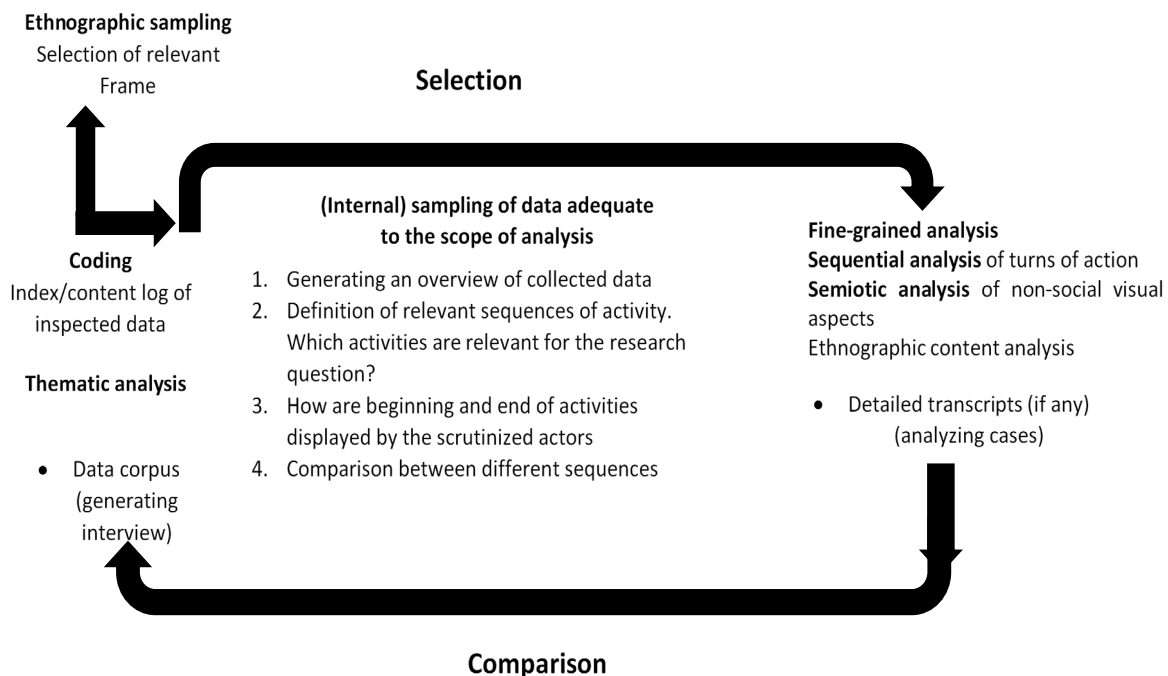 Ethnographic sampling
Selection of relevant
Frame
Selection
Coding
Index/content log of
inspected data
Thematic analysis
• Data corpus
(generating
interview)
(Internal) sampling of data adequate
to the scope of analysis
1. Generating an overview of collected data
2. Definition of relevant sequences of activity.
Which activities are relevant for the research
question?
3. How are beginning and end of activities
displayed by the scrutinized actors
4. Comparison between different sequences
Fine-grained analysis
Sequential analysis of turns of action
Semiotic analysis of non-social visual
aspects
Ethnographic content analysis
• Detailed transcripts (if any)
(analyzing cases)
Comparison